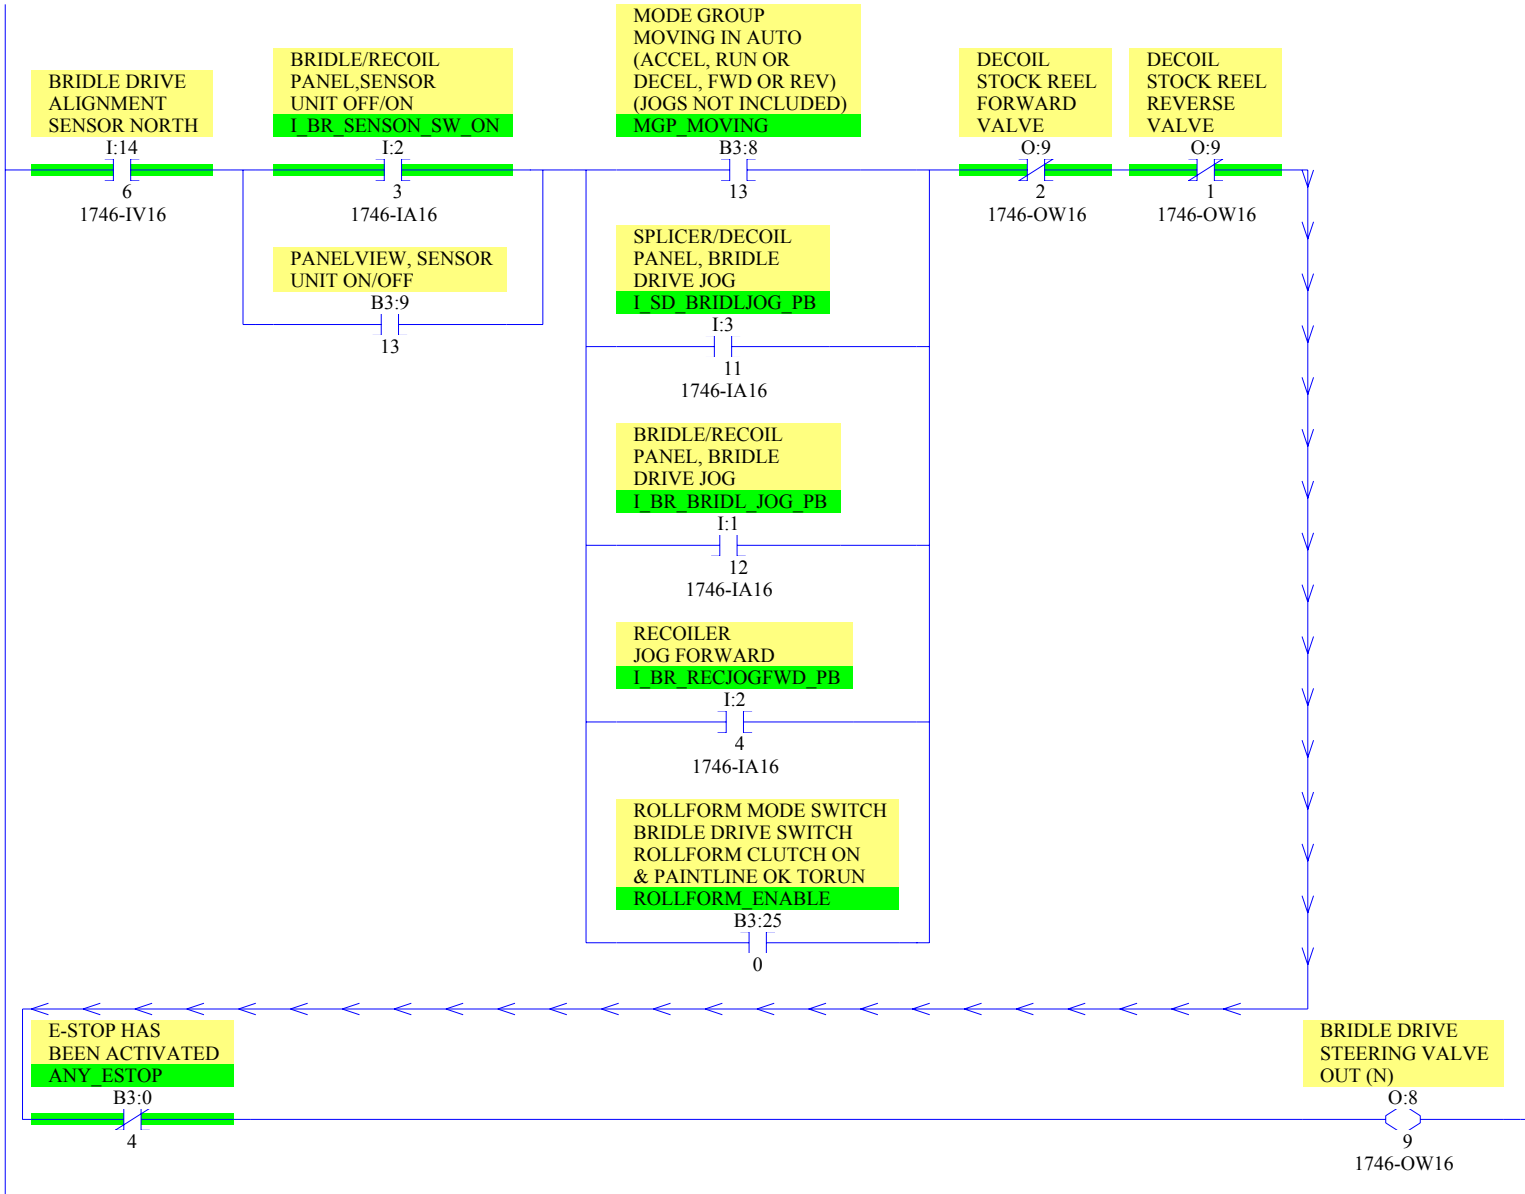 BRIDLE DRIVE
ALIGNMENT
SENSOR NORTH
I:14
6
1746-IV16
BRIDLE/RECOIL
PANEL,SENSOR
UNIT OFF/ON
I_BR_SENSON_SW_ON
I:2
3
1746-IA16
PANELVIEW, SENSOR
UNIT ON/OFF
B3:9
13
MODE GROUP
MOVING IN AUTO
(ACCEL, RUN OR
DECEL, FWD OR REV)
(JOGS NOT INCLUDED)
MGP_MOVING
B3:8
13
SPLICER/DECOIL
PANEL, BRIDLE
DRIVE JOG
I_SD_BRIDLJOG_PB
I:3
11
1746-IA16
BRIDLE/RECOIL
PANEL, BRIDLE
DRIVE JOG
I_BR_BRIDL_JOG_PB
I:1
12
1746-IA16
RECOILER
JOG FORWARD
I_BR_RECJOGFWD_PB
I:2
4
1746-IA16
ROLLFORM MODE SWITCH
BRIDLE DRIVE SWITCH
ROLLFORM CLUTCH ON
& PAINTLINE OK TORUN
ROLLFORM_ENABLE
B3:25
0
DECOIL
STOCK REEL
FORWARD
VALVE
O:9
2
1746-OW16
DECOIL
STOCK REEL
REVERSE
VALVE
O:9
1
1746-OW16
E-STOP HAS
BEEN ACTIVATED
ANY_ESTOP
B3:0
4
BRIDLE DRIVE
STEERING VALVE
OUT (N)
O:8
9
1746-OW16